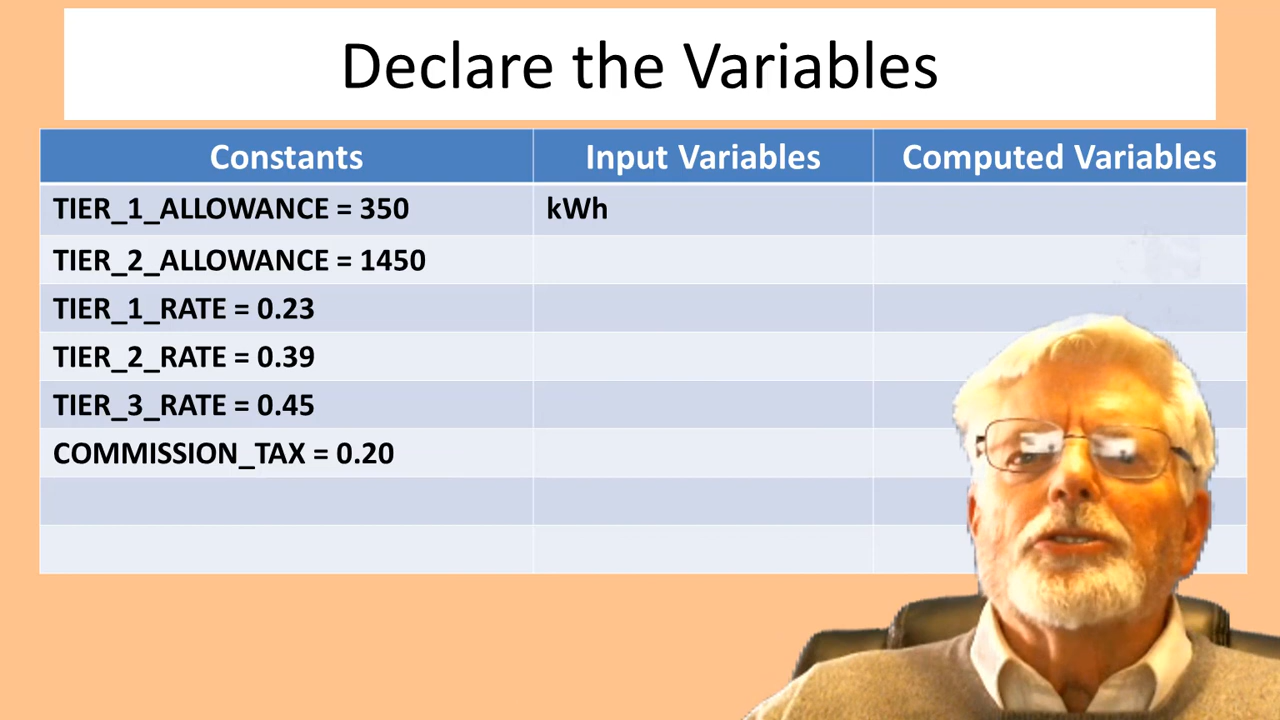 Declare the Variables
Constants Input Variables Computed Variables
TIER_1_ALLOWANCE = 350 kWh
TIER_2_ALLOWANCE = 1450
TIER_1_RATE = 0.23
TIER_2_RATE = 0.39
TIER_3_RATE = 0.45
COMMISSION_TAX = 0.20